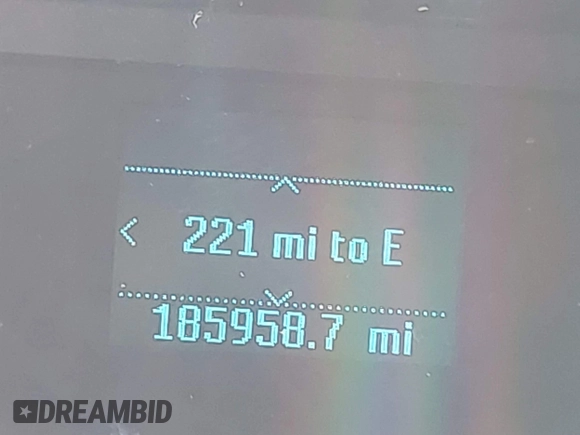 < 221 mi to E
185958.7 mi
DREAMBID